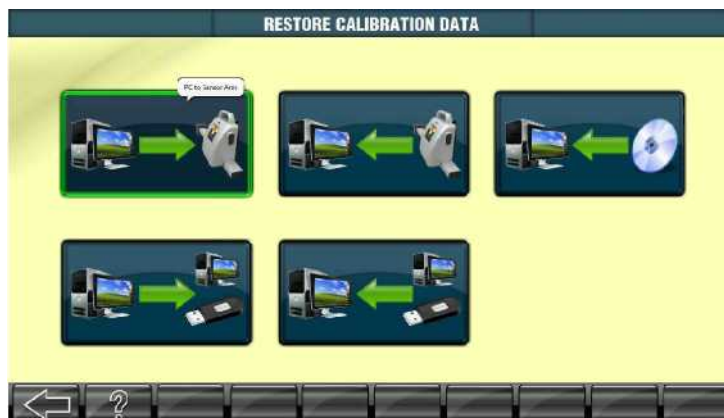 RESTORE CALIBRATION DATA
PC to Sensor Arm
?